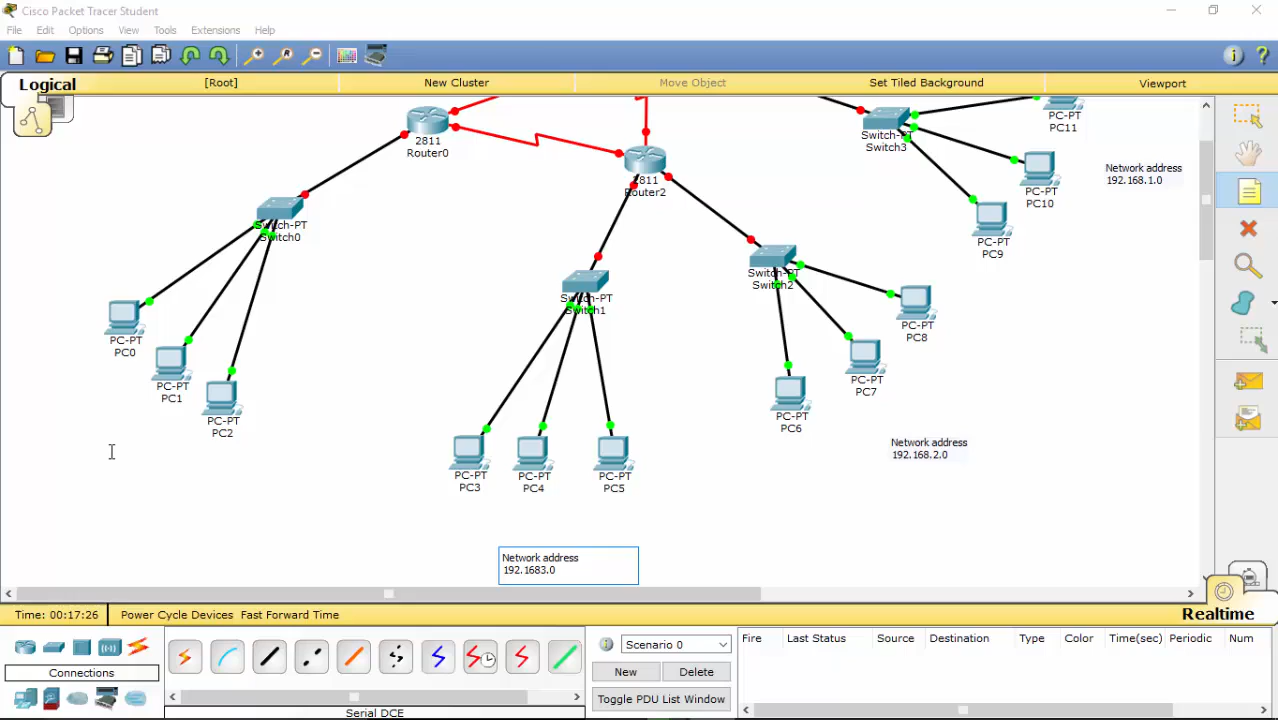 Cisco Packet Tracer Student
File Edit Options View Tools Extensions Help
Logical [Root] New Cluster Move Object Set Tiled Background Viewport
2811
Router0
2811
Router2
Switch-PT
Switch3
PC-PT
PC11
PC-PT
PC10
PC-PT
PC9
Network address
192.168.1.0
Switch-PT
Switch0
Switch-PT
Switch1
Switch-PT
Switch2
PC-PT
PC0
PC-PT
PC1
PC-PT
PC2
PC-PT
PC8
PC-PT
PC7
PC-PT
PC6
Network address
192.168.2.0
PC-PT
PC3
PC-PT
PC4
PC-PT
PC5
Network address
192.1683.0
Time: 00:17:26 Power Cycle Devices Fast Forward Time Realtime
Connections
Serial DCE
Scenario 0
New Delete
Toggle PDU List Window
Fire Last Status Source Destination Type Color Time(sec) Periodic Num